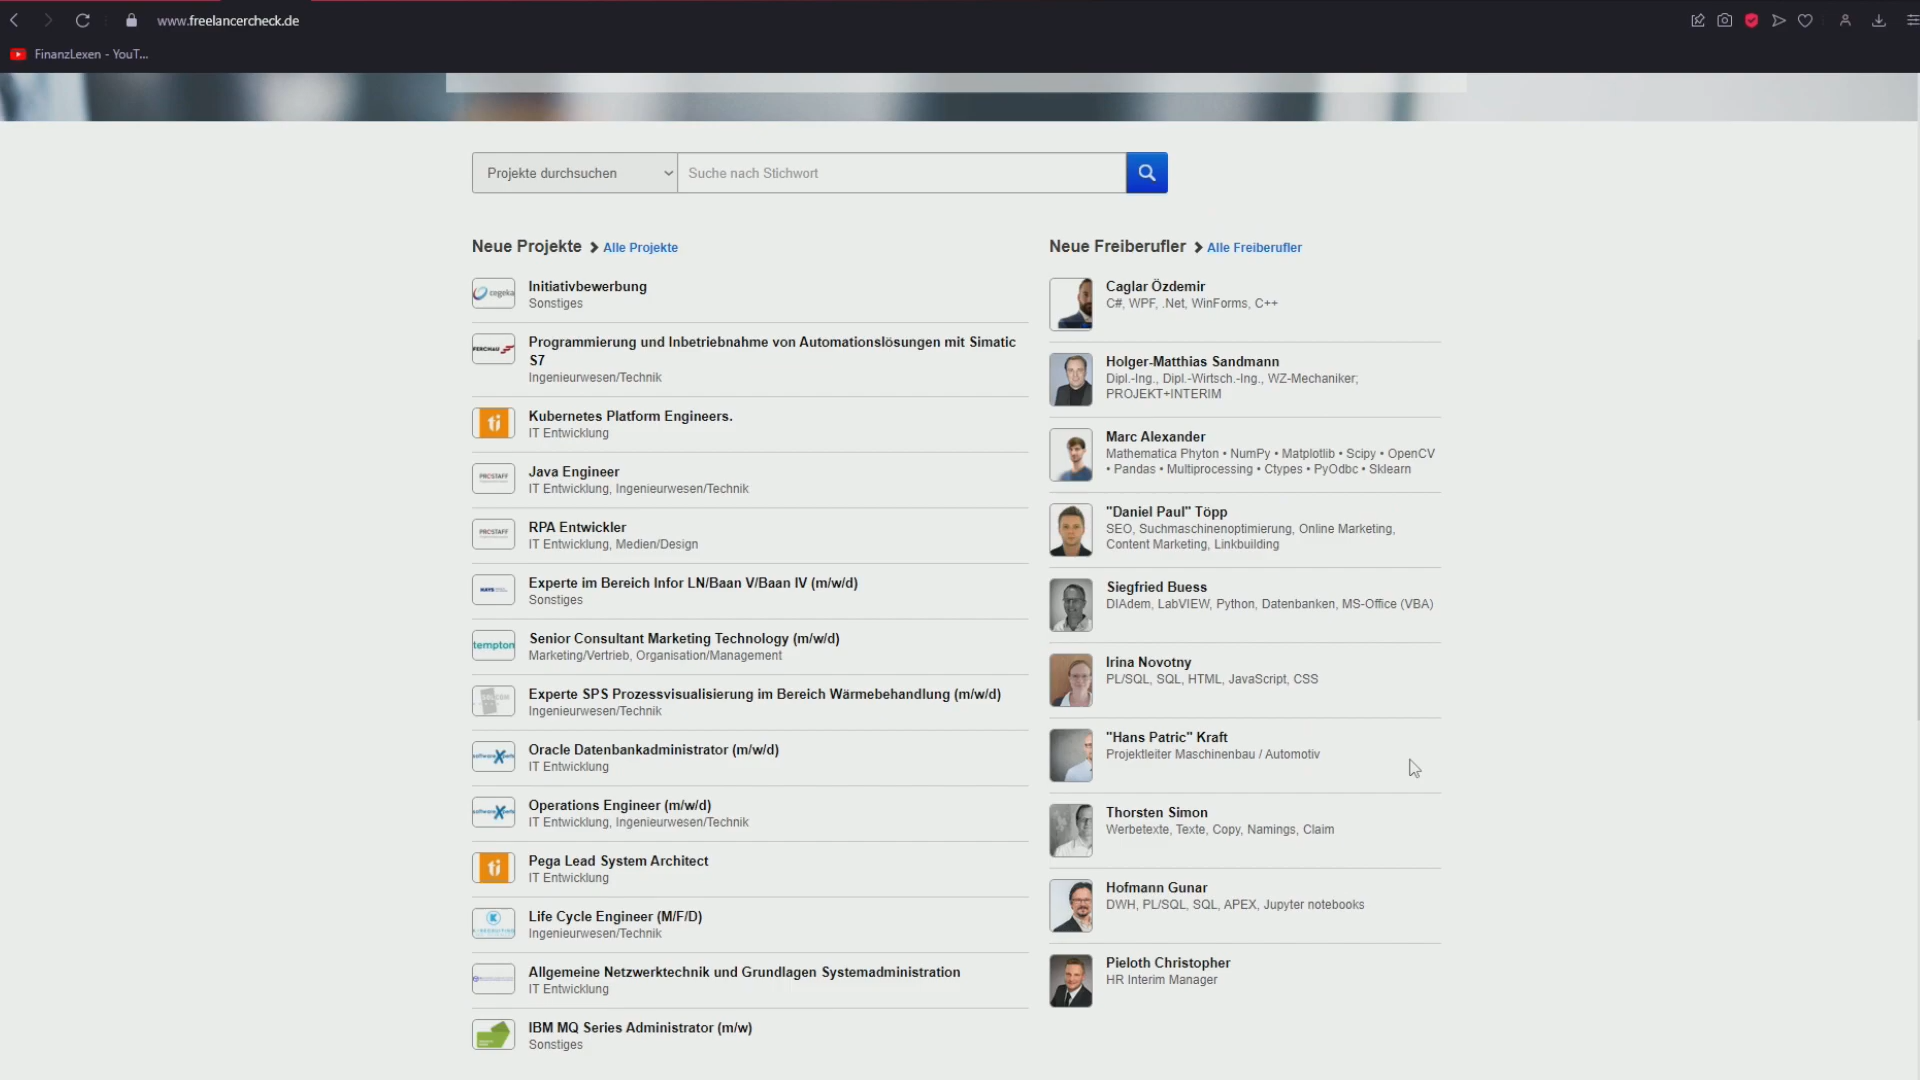 www.freelancercheck.de
FinanzLexen - YouT...
Projekte durchsuchen
Suche nach Stichwort
Neue Projekte
Alle Projekte
cegeka
Initiativbewerbung
Sonstiges
FERCHAU
Programmierung und Inbetriebnahme von Automationslösungen mit Simatic
S7
Ingenieurwesen/Technik
ti
Kubernetes Platform Engineers.
IT Entwicklung
PROSTAFF
Java Engineer
IT Entwicklung, Ingenieurwesen/Technik
PROSTAFF
RPA Entwickler
IT Entwicklung, Medien/Design
HAYS
Experte im Bereich Infor LN/Baan V/Baan IV (m/w/d)
Sonstiges
tempton
Senior Consultant Marketing Technology (m/w/d)
Marketing/Vertrieb, Organisation/Management
Experte SPS Prozessvisualisierung im Bereich Wärmebehandlung (m/w/d)
Ingenieurwesen/Technik
Oracle Datenbankadministrator (m/w/d)
IT Entwicklung
Operations Engineer (m/w/d)
IT Entwicklung, Ingenieurwesen/Technik
ti
Pega Lead System Architect
IT Entwicklung
Life Cycle Engineer (M/F/D)
Ingenieurwesen/Technik
Allgemeine Netzwerktechnik und Grundlagen Systemadministration
IT Entwicklung
IBM MQ Series Administrator (m/w)
Sonstiges
Neue Freiberufler
Alle Freiberufler
Caglar Özdemir
C#, WPF, .Net, WinForms, C++
Holger-Matthias Sandmann
Dipl.-Ing., Dipl.-Wirtsch.-Ing., WZ-Mechaniker;
PROJEKT+INTERIM
Marc Alexander
Mathematica Phyton • NumPy • Matplotlib • Scipy • OpenCV
• Pandas • Multiprocessing • Ctypes • PyOdbc • Sklearn
"Daniel Paul" Töpp
SEO, Suchmaschinenoptimierung, Online Marketing,
Content Marketing, Linkbuilding
Siegfried Buess
DIAdem, LabVIEW, Python, Datenbanken, MS-Office (VBA)
Irina Novotny
PL/SQL, SQL, HTML, JavaScript, CSS
"Hans Patric" Kraft
Projektleiter Maschinenbau / Automotiv
Thorsten Simon
Werbetexte, Texte, Copy, Namings, Claim
Hofmann Gunar
DWH, PL/SQL, SQL, APEX, Jupyter notebooks
Pieloth Christopher
HR Interim Manager